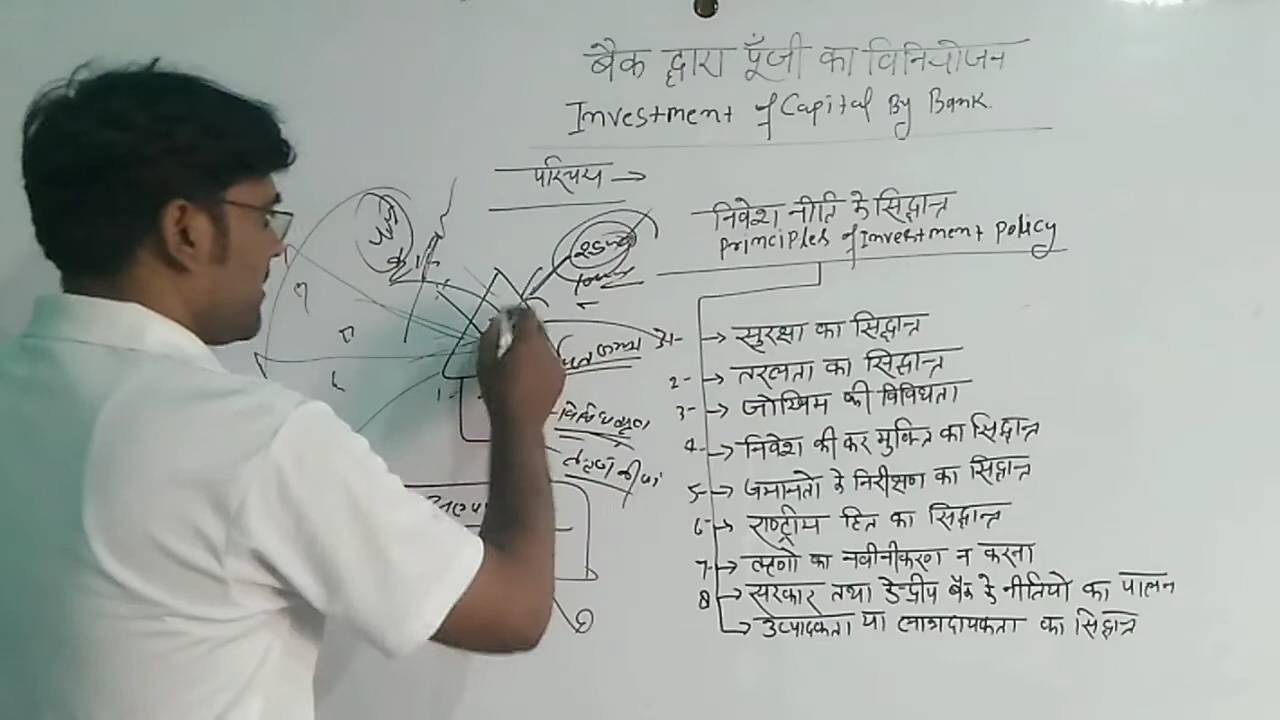 बैंक द्वारा पूँजी का विनियोजन
Investment of Capital By Bank.
परिचय →
निवेश नीति के सिद्धान्त
Principles of Investment Policy
1- → सुरक्षा का सिद्धान्त
2- → तरलता का सिद्धान्त
3- → जोखिम की विविधता
4- → निवेश की कर मुक्ति का सिद्धान्त
5- → जमानतो के निरीक्षण का सिद्धान्त
6- → राष्ट्रीय हित का सिद्धान्त
7- → ऋणो का नवीनीकरण न करना
8 → सरकार तथा केन्द्रीय बैंक के नीतियो का पालन
→ उत्पादकता या लाभदायकता का सिद्धान्त